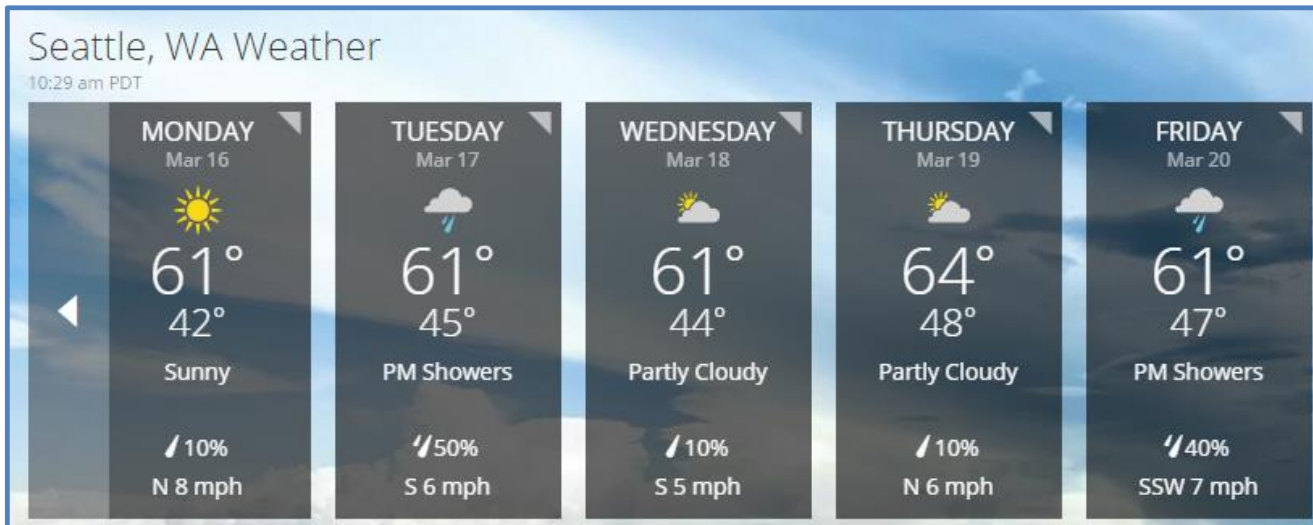 Seattle, WA Weather
10:29 am PDT
MONDAY
Mar 16
61°
42°
Sunny
10%
N 8 mph
TUESDAY
Mar 17
61°
45°
PM Showers
50%
S 6 mph
WEDNESDAY
Mar 18
61°
44°
Partly Cloudy
10%
S 5 mph
THURSDAY
Mar 19
64°
48°
Partly Cloudy
10%
N 6 mph
FRIDAY
Mar 20
61°
47°
PM Showers
40%
SSW 7 mph